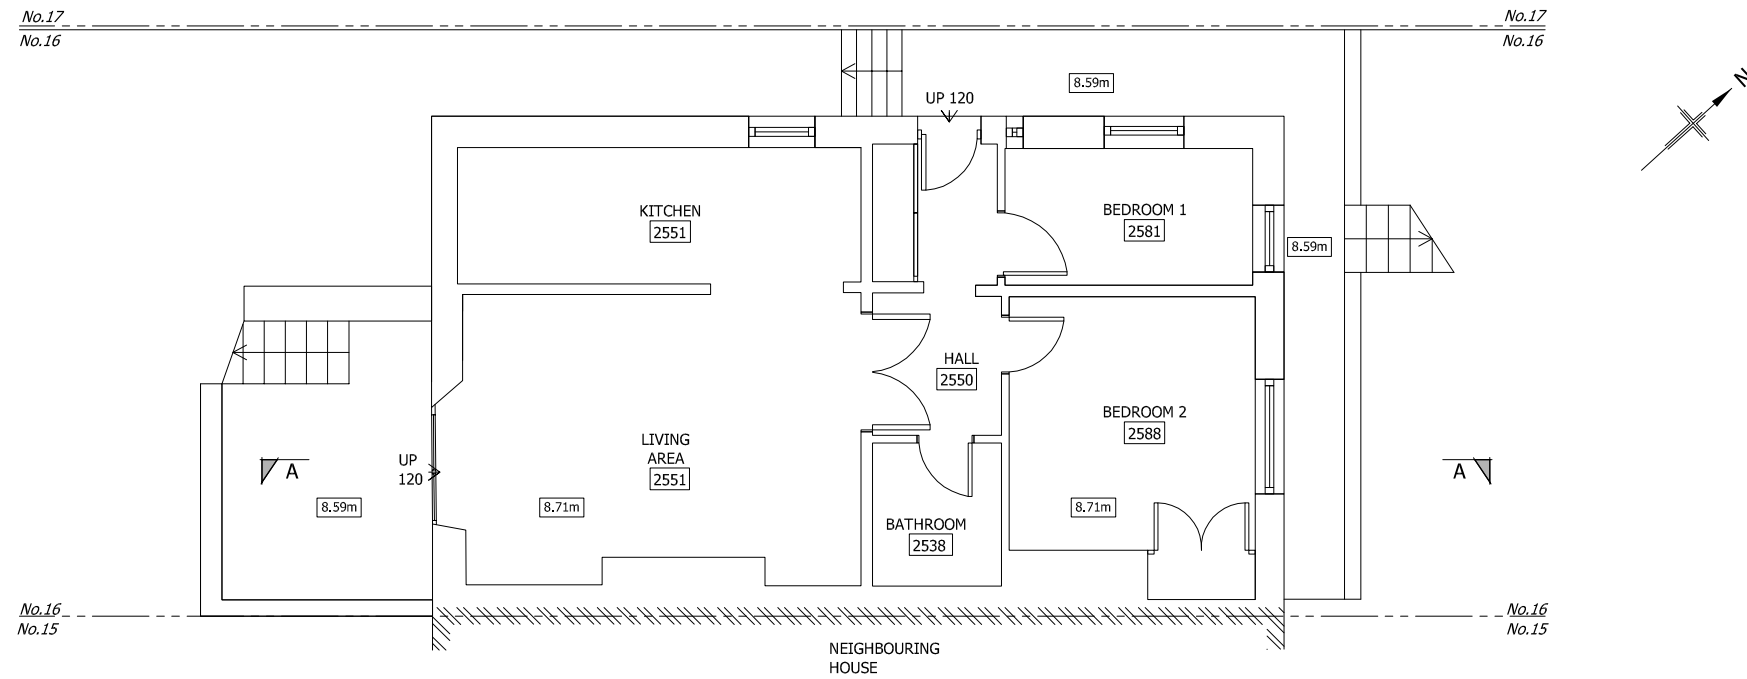 No.17
No.16
No.17
No.16
N
8.59m
UP 120
KITCHEN
2551
BEDROOM 1
2581
8.59m
HALL
2550
BEDROOM 2
2588
LIVING
AREA
2551
UP
120
A
A
8.59m
8.71m
8.71m
BATHROOM
2538
No.16
No.15
No.16
No.15
NEIGHBOURING
HOUSE